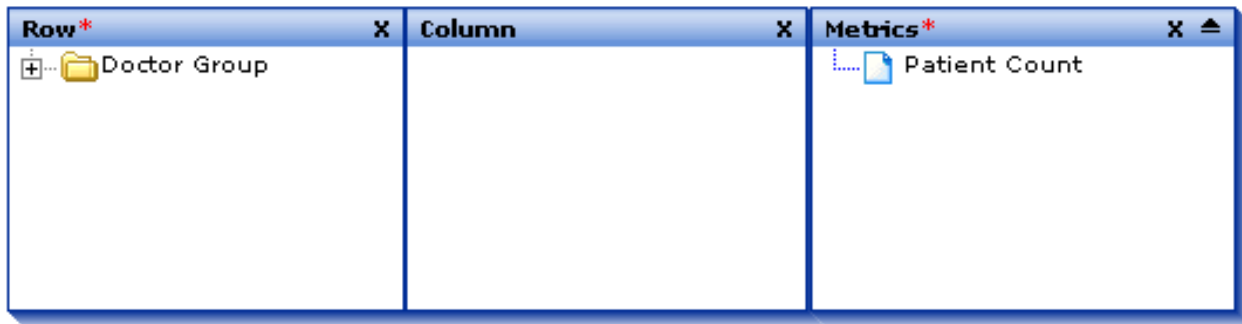 Row* X
Column X
Metrics* X
Doctor Group
Patient Count